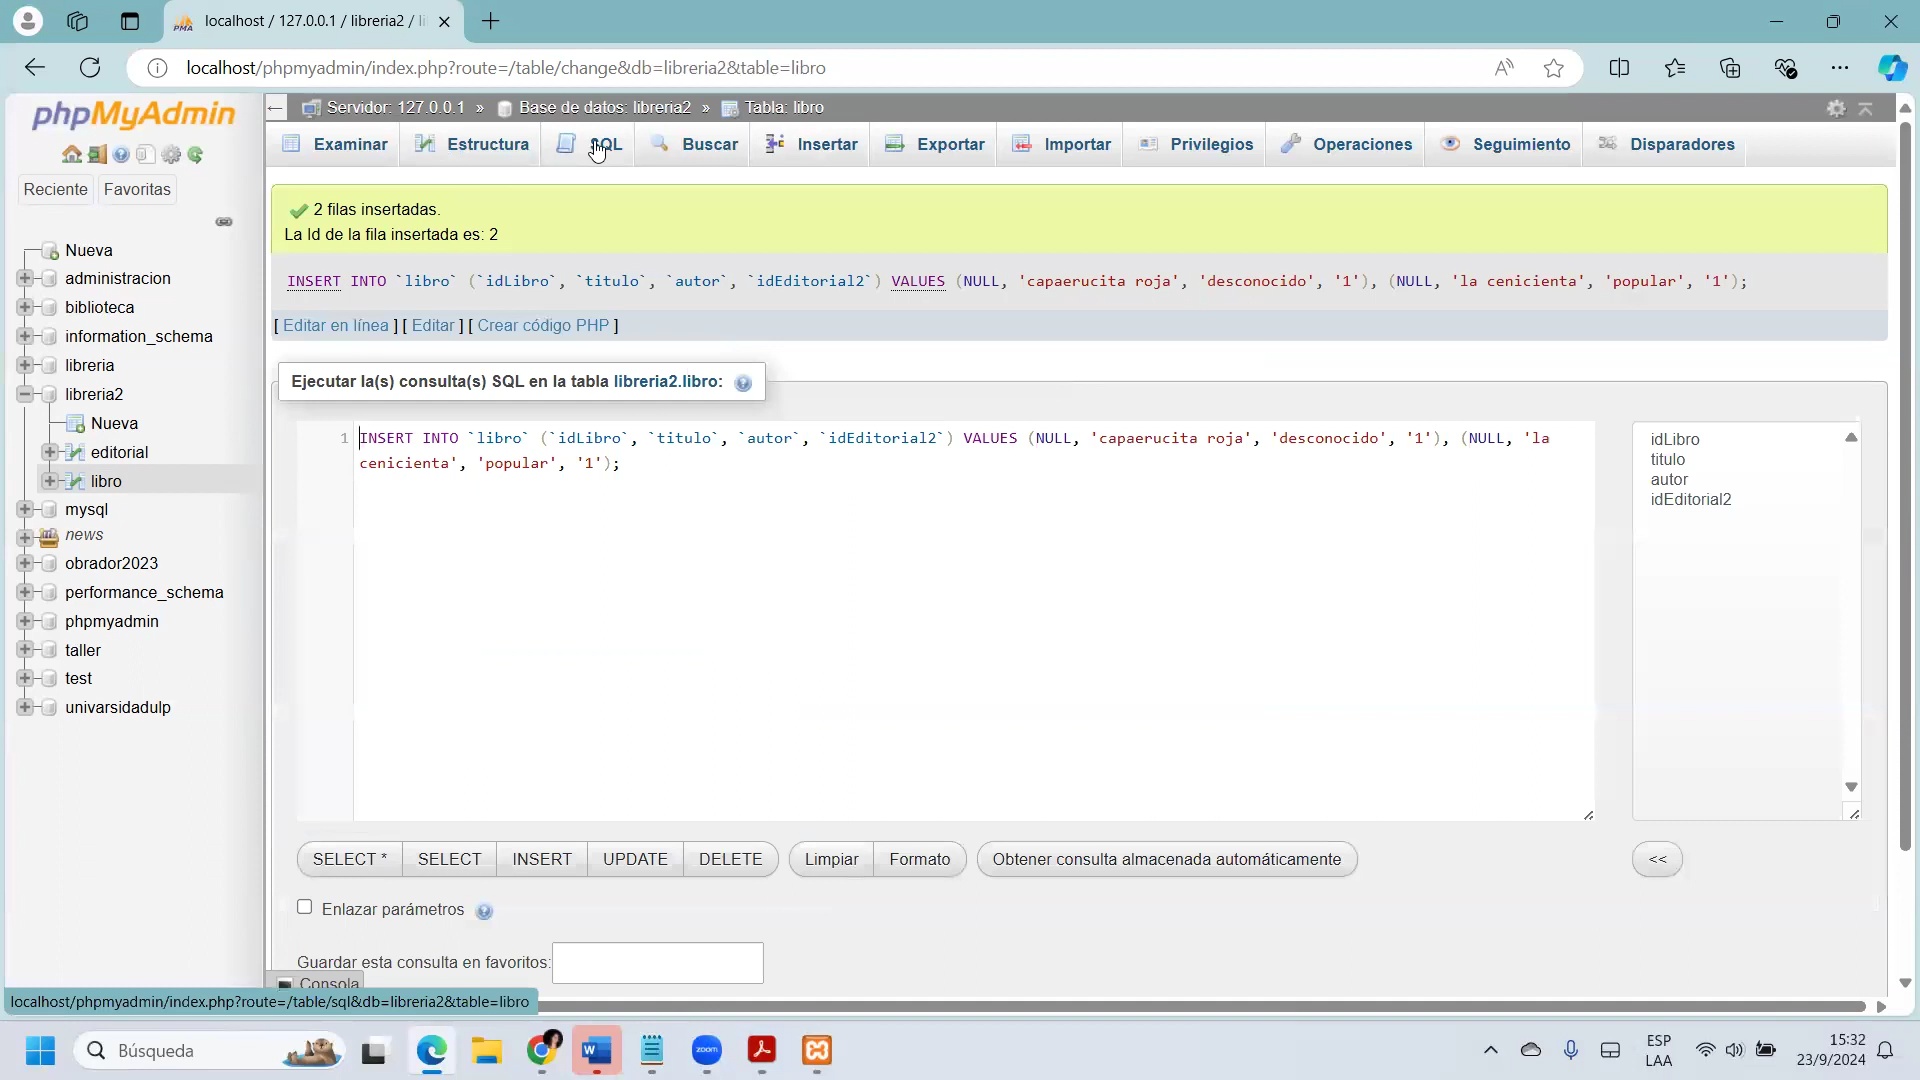 localhost / 127.0.0.1 / libreria2 / li
localhost/phpmyadmin/index.php?route=/table/change&db=libreria2&table=libro
phpMyAdmin
Reciente Favoritas
Nueva
administracion
biblioteca
information_schema
libreria
libreria2
Nueva
editorial
libro
mysql
news
obrador2023
performance_schema
phpmyadmin
taller
test
univarsidadulp
Servidor: 127.0.0.1 » Base de datos: libreria2 » Tabla: libro
Examinar Estructura SQL Buscar Insertar Exportar Importar Privilegios Operaciones Seguimiento Disparadores
2 filas insertadas.
La Id de la fila insertada es: 2
INSERT INTO `libro` (`idLibro`, `titulo`, `autor`, `idEditorial2`) VALUES (NULL, 'capaerucita roja', 'desconocido', '1'), (NULL, 'la cenicienta', 'popular', '1');
[ Editar en línea ] [ Editar ] [ Crear código PHP ]
Ejecutar la(s) consulta(s) SQL en la tabla libreria2.libro:
1 INSERT INTO `libro` (`idLibro`, `titulo`, `autor`, `idEditorial2`) VALUES (NULL, 'capaerucita roja', 'desconocido', '1'), (NULL, 'la
cenicienta', 'popular', '1');
idLibro
titulo
autor
idEditorial2
SELECT * SELECT INSERT UPDATE DELETE Limpiar Formato Obtener consulta almacenada automáticamente <<
Enlazar parámetros
Guardar esta consulta en favoritos:
Consola
localhost/phpmyadmin/index.php?route=/table/sql&db=libreria2&table=libro
Búsqueda
zoom
ESP
LAA
15:32
23/9/2024